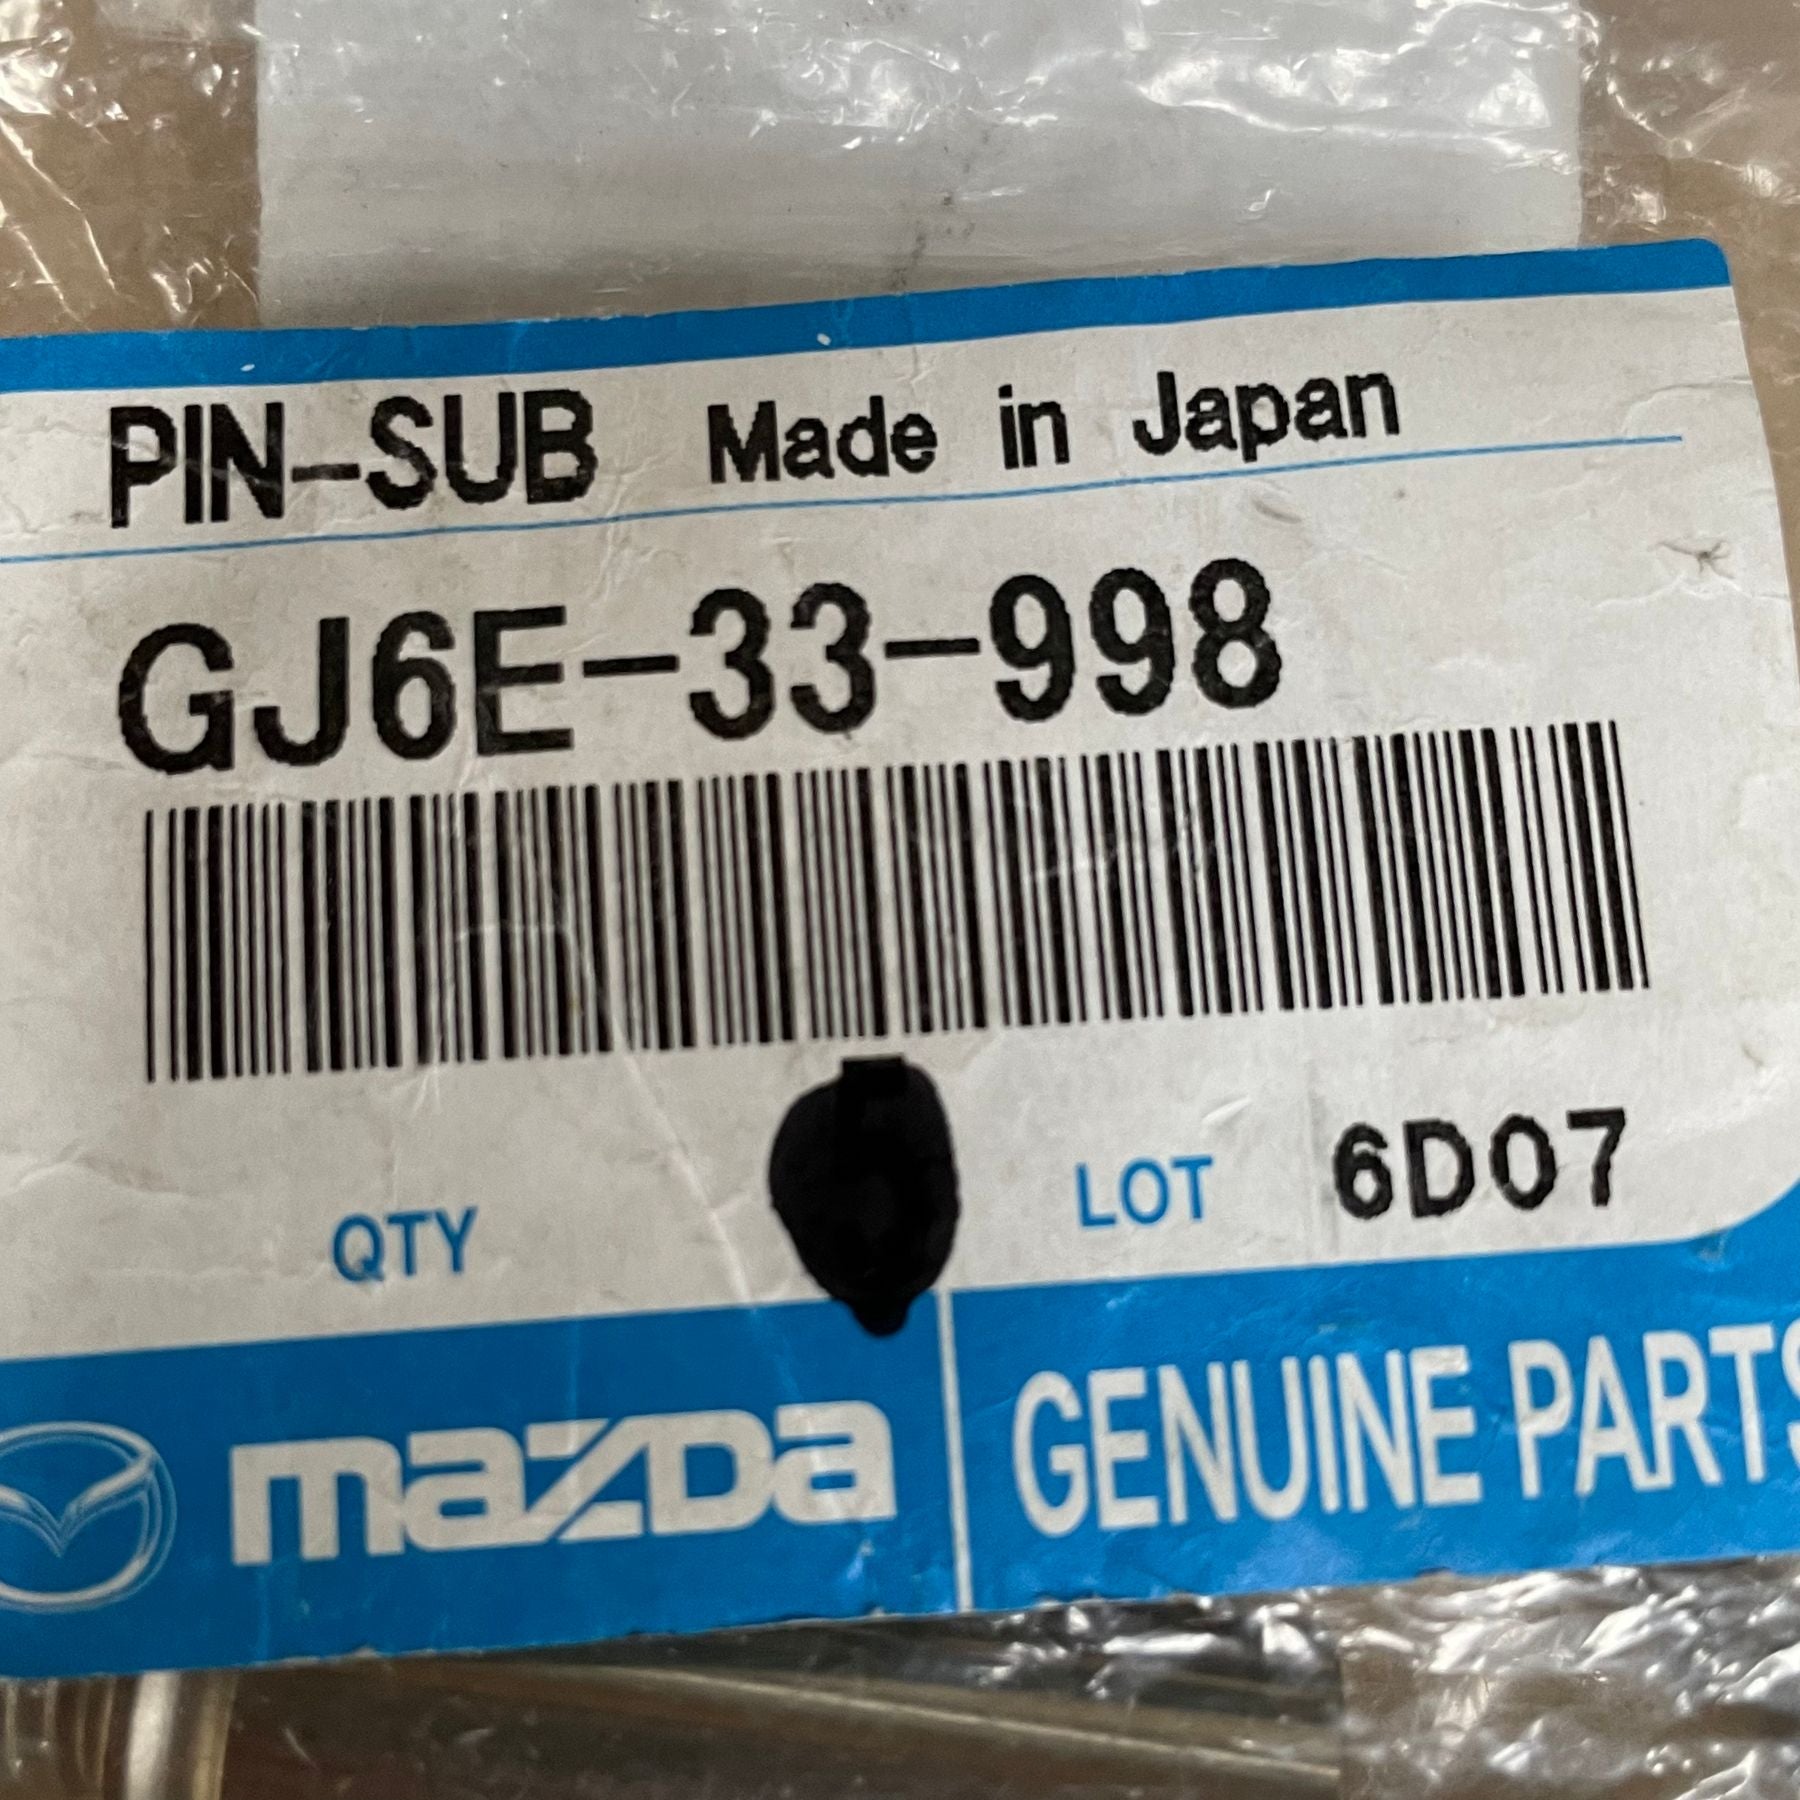 PIN-SUB Made in Japan
GJ6E-33-998
QTY LOT 6D07
mazda GENUINE PARTS